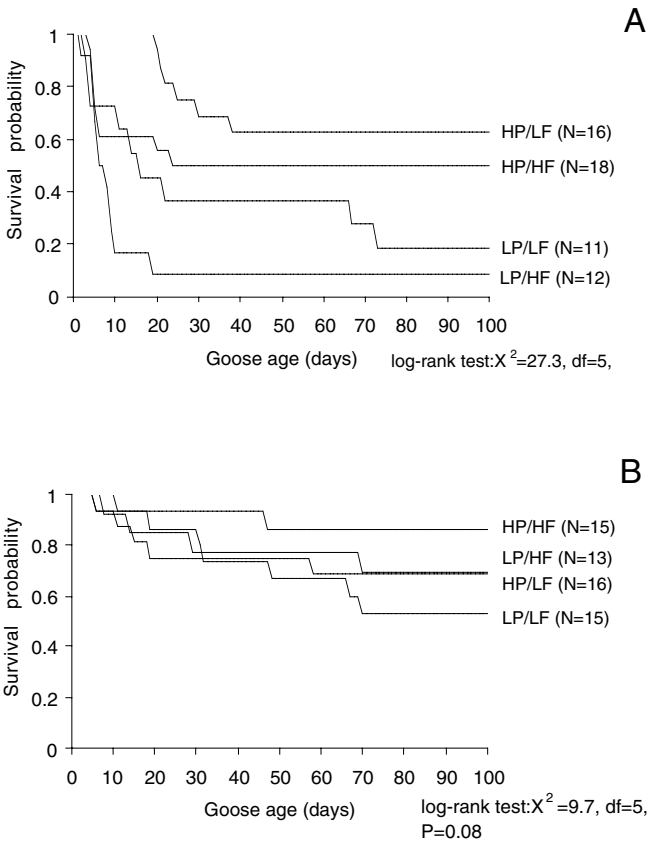 A
Survival probability
1
0.8
0.6
0.4
0.2
0
HP/LF (N=16)
HP/HF (N=18)
LP/LF (N=11)
LP/HF (N=12)
0 10 20 30 40 50 60 70 80 90 100
Goose age (days)
log-rank test:X²=27.3, df=5,
B
Survival probability
1
0.8
0.6
0.4
0.2
0
HP/HF (N=15)
LP/HF (N=13)
HP/LF (N=16)
LP/LF (N=15)
0 10 20 30 40 50 60 70 80 90 100
Goose age (days)
log-rank test:X²=9.7, df=5,
P=0.08